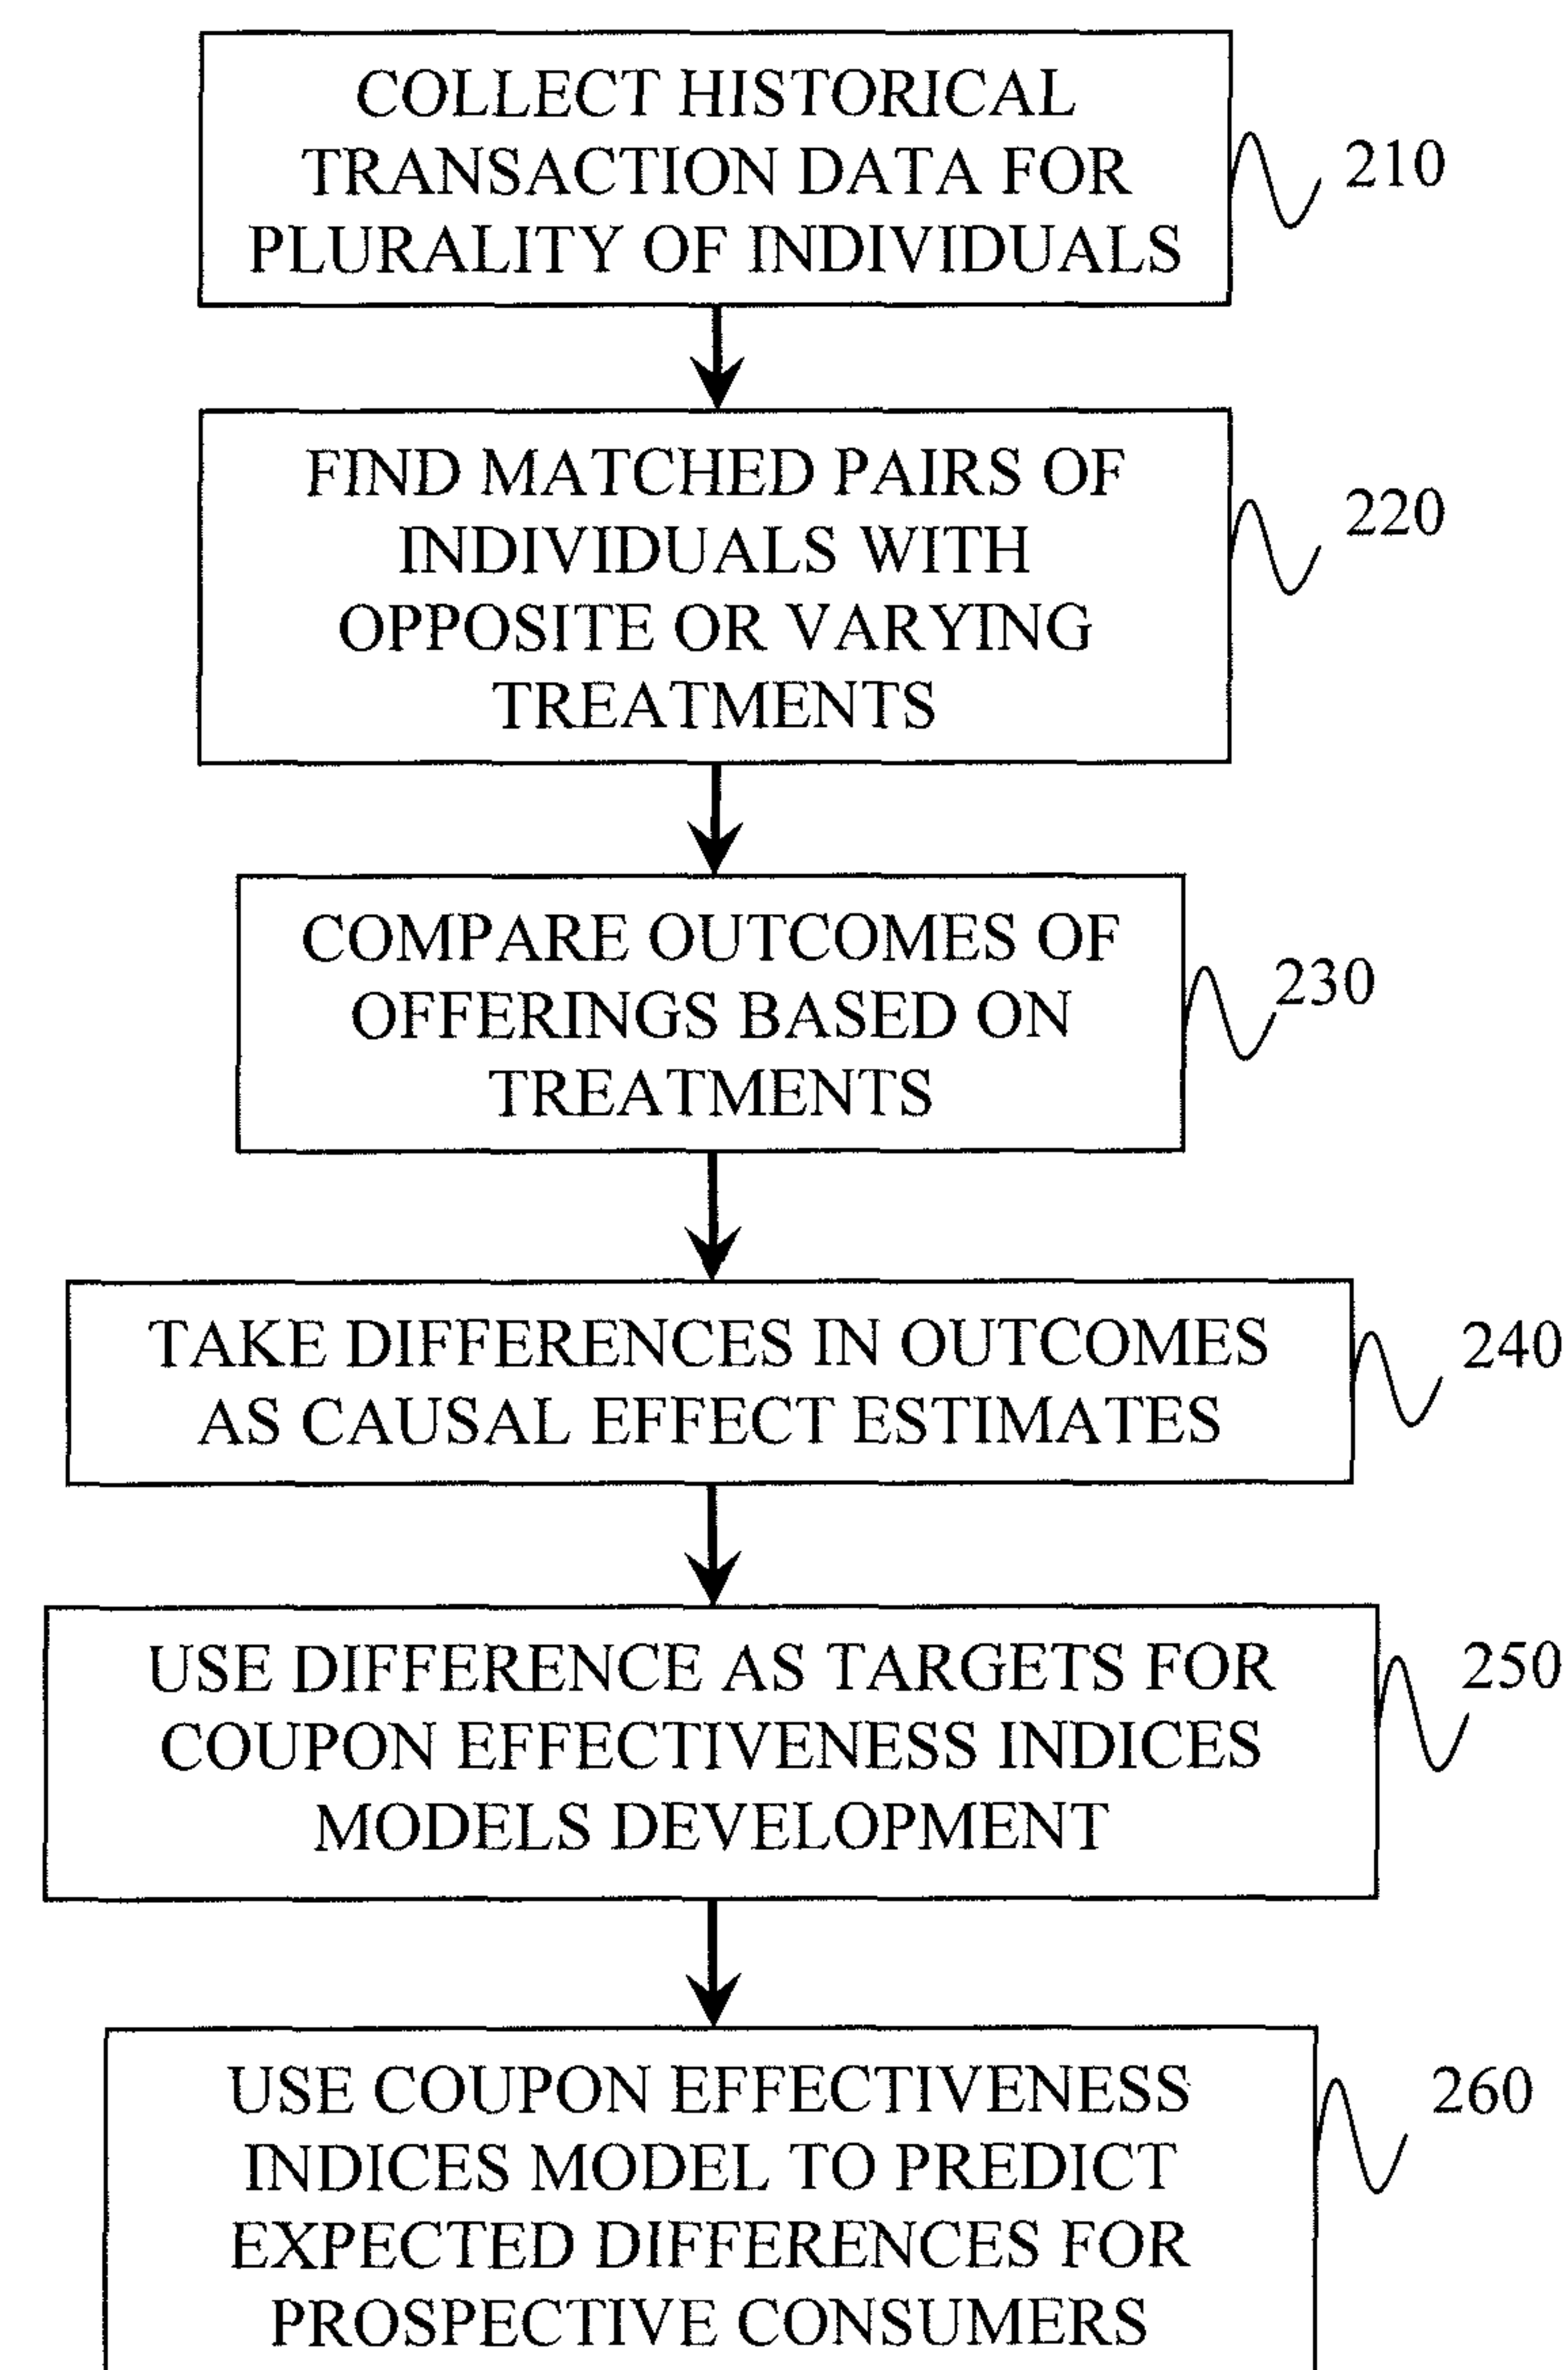 COLLECT HISTORICAL
TRANSACTION DATA FOR
PLURALITY OF INDIVIDUALS
210
FIND MATCHED PAIRS OF
INDIVIDUALS WITH
OPPOSITE OR VARYING
TREATMENTS
220
COMPARE OUTCOMES OF
OFFERINGS BASED ON
TREATMENTS
230
TAKE DIFFERENCES IN OUTCOMES
AS CAUSAL EFFECT ESTIMATES
240
USE DIFFERENCE AS TARGETS FOR
COUPON EFFECTIVENESS INDICES
MODELS DEVELOPMENT
250
USE COUPON EFFECTIVENESS
INDICES MODEL TO PREDICT
EXPECTED DIFFERENCES FOR
PROSPECTIVE CONSUMERS
260